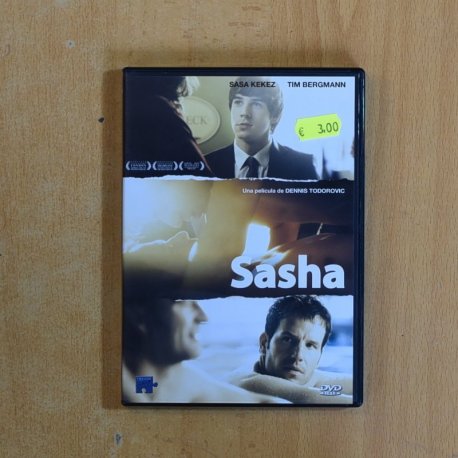 SASA KEKEZ TIM BERGMANN
€ 3.00
Una película de DENNIS TODOROVIC
Sasha
DVD